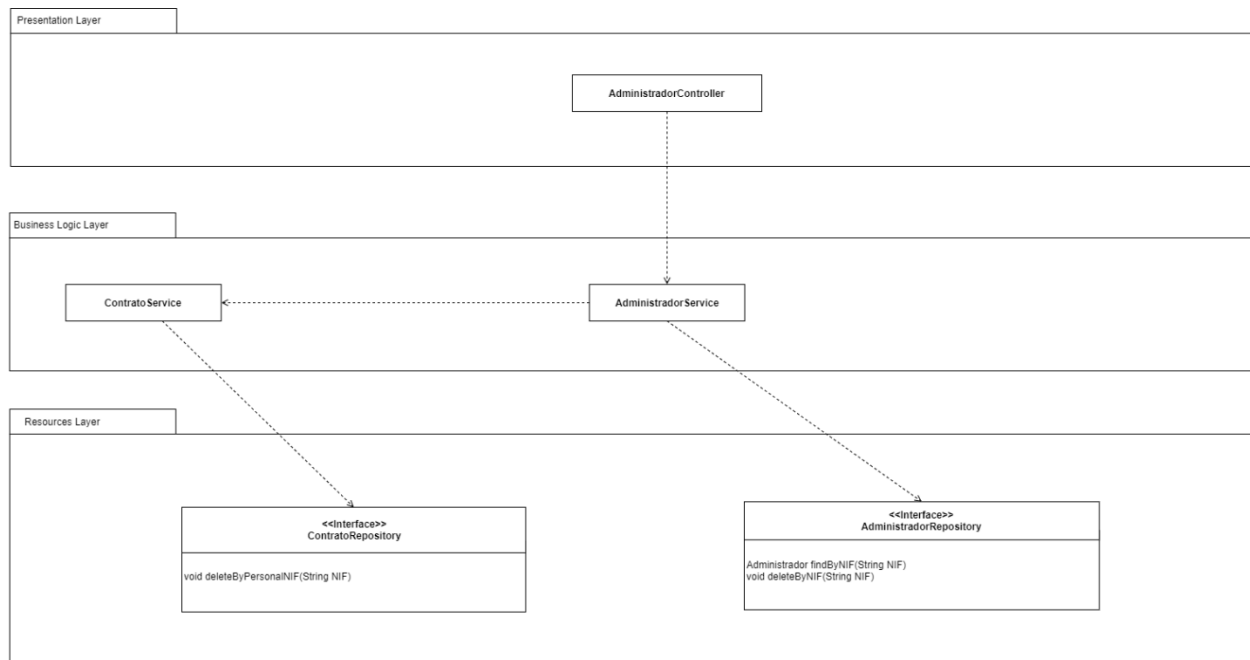 Presentation Layer
AdministradorController
Business Logic Layer
ContratoService
AdministradorService
Resources Layer
<<Interface>>
ContratoRepository
void deleteByPersonalNIF(String NIF)
<<Interface>>
AdministradorRepository
Administrador findByNIF(String NIF)
void deleteByNIF(String NIF)